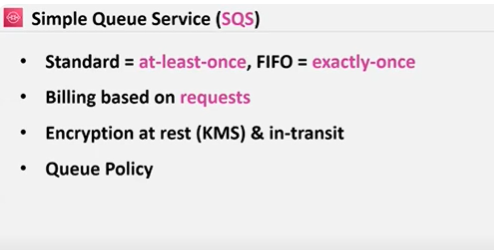 Simple Queue Service (SQS)
• Standard = at-least-once, FIFO = exactly-once
• Billing based on requests
• Encryption at rest (KMS) & in-transit
• Queue Policy